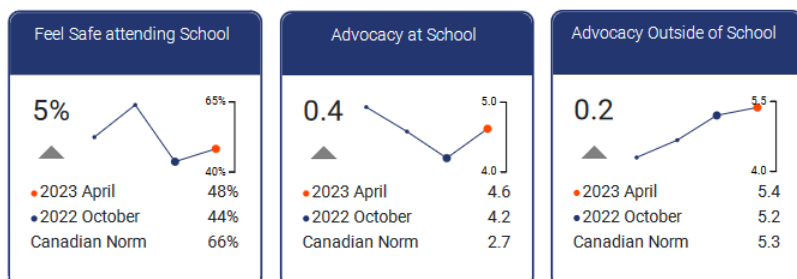 Feel Safe attending School
5%
65%
40%
2023 April 48%
2022 October 44%
Canadian Norm 66%
Advocacy at School
0.4
5.0
4.0
2023 April 4.6
2022 October 4.2
Canadian Norm 2.7
Advocacy Outside of School
0.2
5.5
4.0
2023 April 5.4
2022 October 5.2
Canadian Norm 5.3